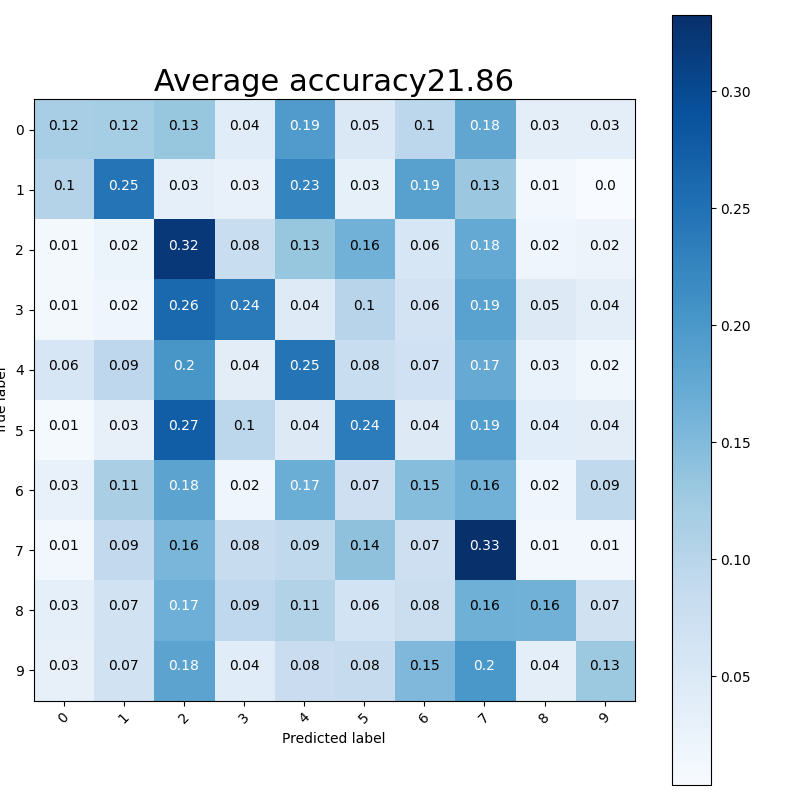 Average accuracy21.86
0 0.12 0.12 0.13 0.04 0.19 0.05 0.1 0.18 0.03 0.03
1 0.1 0.25 0.03 0.03 0.23 0.03 0.19 0.13 0.01 0.0
2 0.01 0.02 0.32 0.08 0.13 0.16 0.06 0.18 0.02 0.02
3 0.01 0.02 0.26 0.24 0.04 0.1 0.06 0.19 0.05 0.04
4 0.06 0.09 0.2 0.04 0.25 0.08 0.07 0.17 0.03 0.02
5 0.01 0.03 0.27 0.1 0.04 0.24 0.04 0.19 0.04 0.04
6 0.03 0.11 0.18 0.02 0.17 0.07 0.15 0.16 0.02 0.09
7 0.01 0.09 0.16 0.08 0.09 0.14 0.07 0.33 0.01 0.01
8 0.03 0.07 0.17 0.09 0.11 0.06 0.08 0.16 0.16 0.07
9 0.03 0.07 0.18 0.04 0.08 0.08 0.15 0.2 0.04 0.13
0 1 2 3 4 5 6 7 8 9
Predicted label
0.30
0.25
0.20
0.15
0.10
0.05